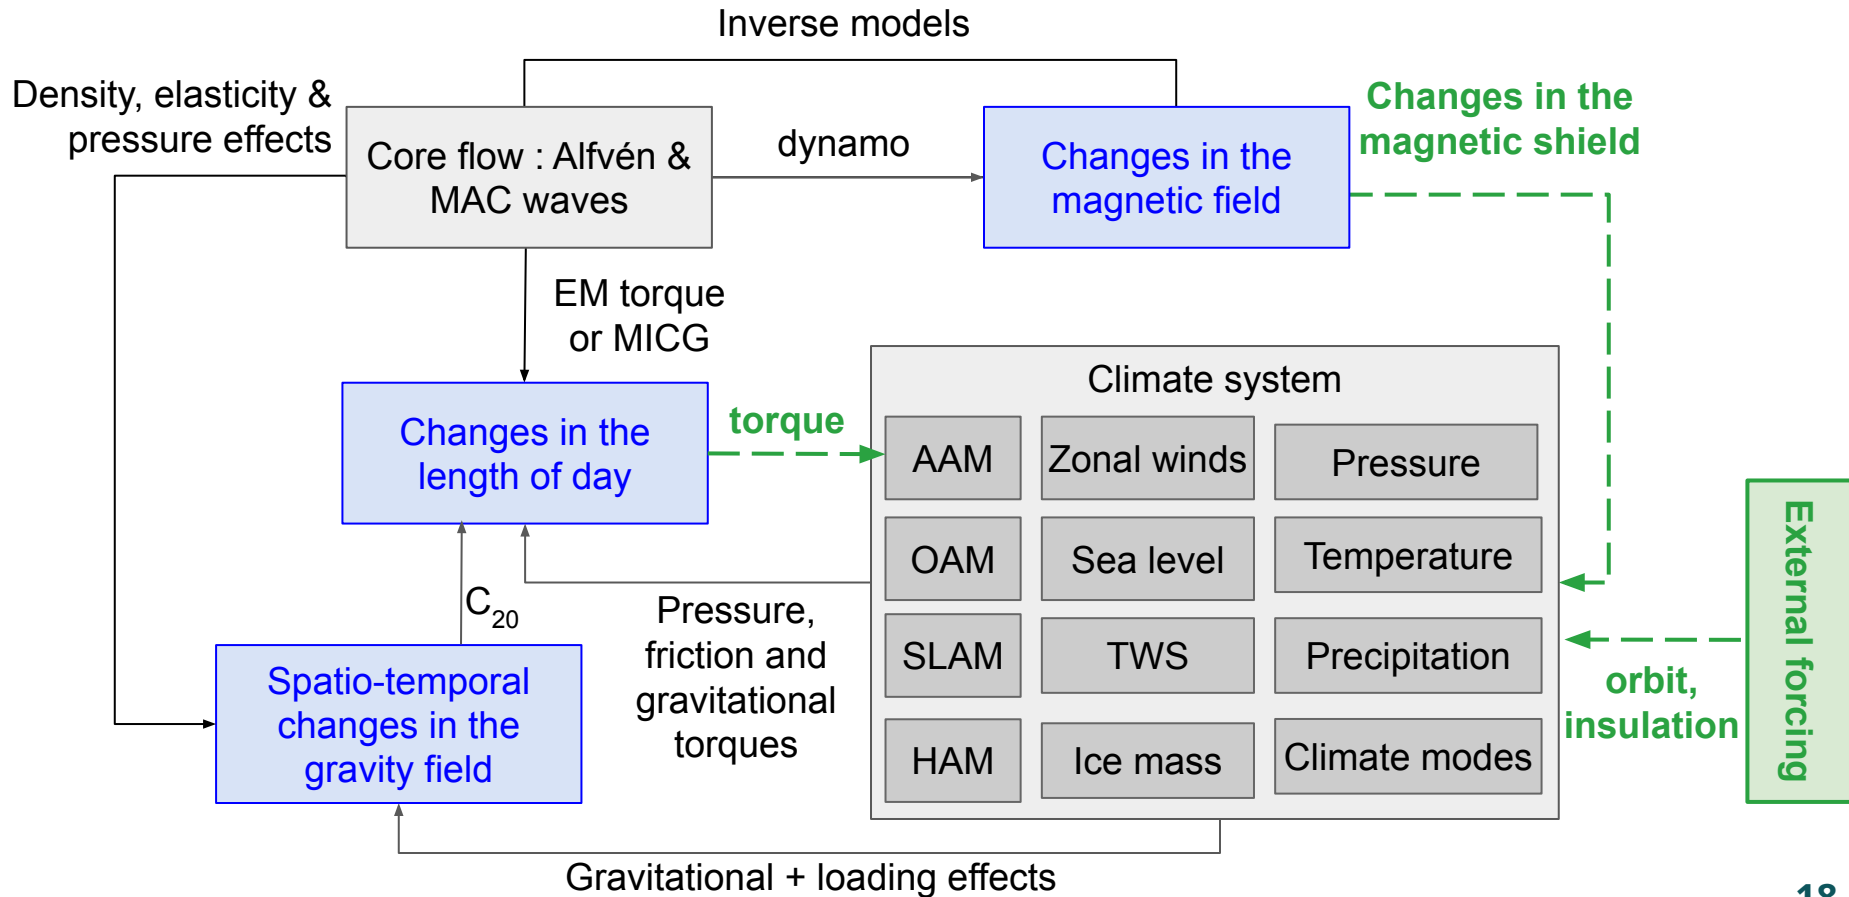 Inverse models
Density, elasticity &
pressure effects
Core flow : Alfvén &
MAC waves
dynamo
Changes in the
magnetic field
Changes in the
magnetic shield
EM torque
or MICG
Changes in the
length of day
torque
Climate system
AAM
Zonal winds
Pressure
OAM
Sea level
Temperature
SLAM
TWS
Precipitation
HAM
Ice mass
Climate modes
External forcing
orbit,
insulation
C20
Pressure,
friction and
gravitational
torques
Spatio-temporal
changes in the
gravity field
Gravitational + loading effects
18